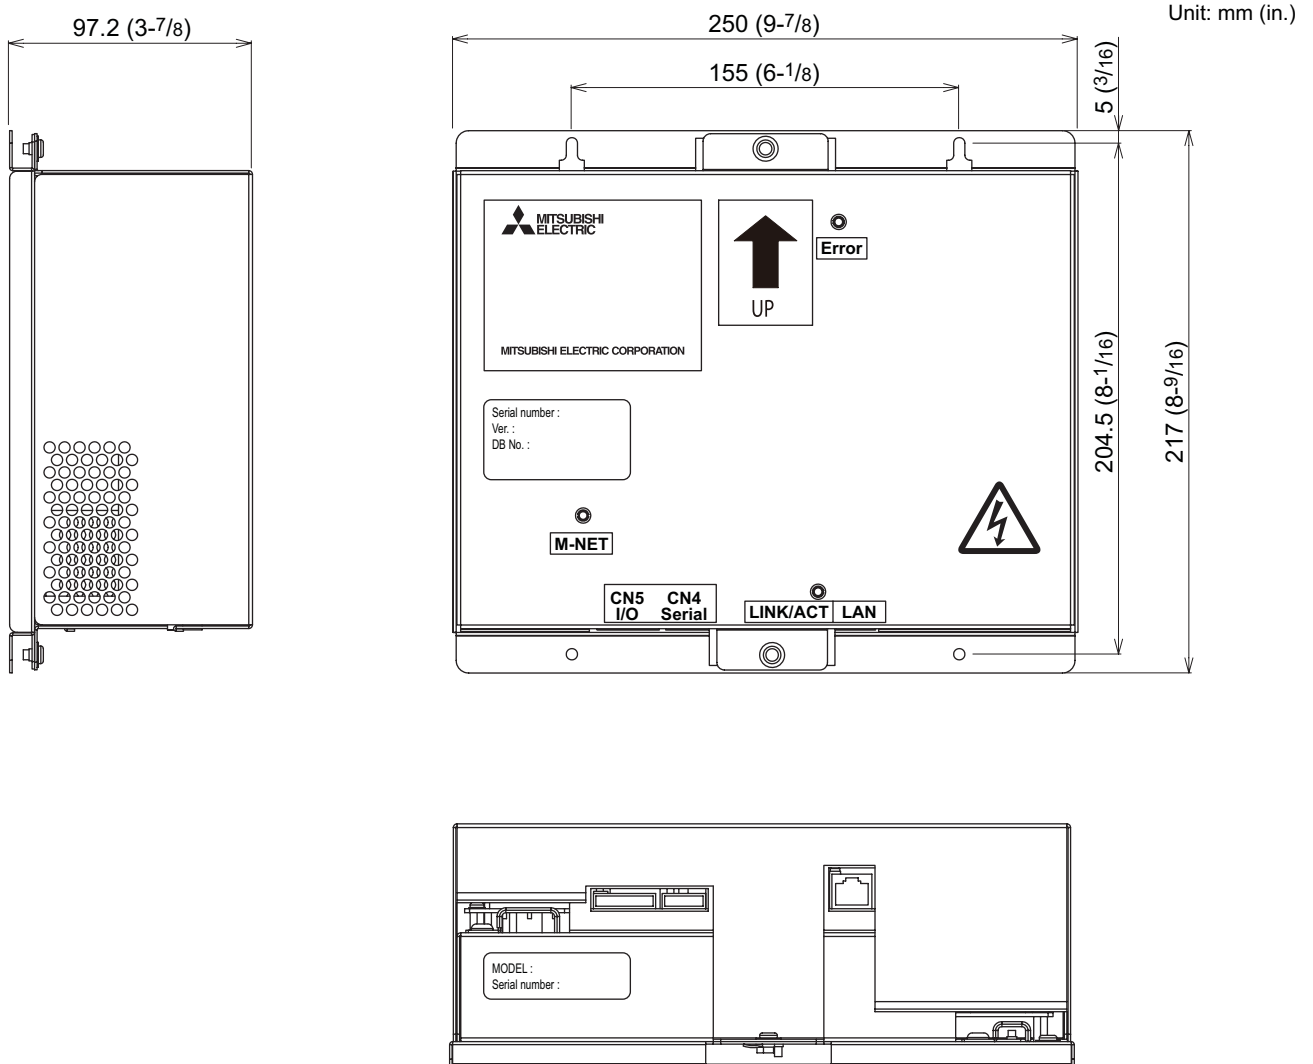 Unit: mm (in.)
97.2 (3-7/8)
250 (9-7/8)
155 (6-1/8)
5 (3/16)
204.5 (8-1/16)
217 (8-9/16)
MITSUBISHI
ELECTRIC
MITSUBISHI ELECTRIC CORPORATION
UP
Error
Serial number :
Ver. :
DB No. :
M-NET
CN5 CN4
I/O Serial
LINK/ACT LAN
MODEL :
Serial number :